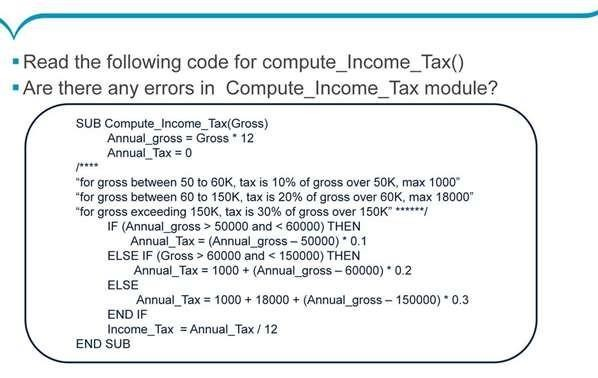 Read the following code for compute_Income_Tax()
Are there any errors in Compute_Income_Tax module?
SUB Compute_Income_Tax(Gross)
Annual_gross = Gross * 12
Annual_Tax = 0
/****
“for gross between 50 to 60K, tax is 10% of gross over 50K, max 1000”
“for gross between 60 to 150K, tax is 20% of gross over 60K, max 18000”
“for gross exceeding 150K, tax is 30% of gross over 150K” ******/
IF (Annual_gross > 50000 and < 60000) THEN
Annual_Tax = (Annual_gross – 50000) * 0.1
ELSE IF (Gross > 60000 and < 150000) THEN
Annual_Tax = 1000 + (Annual_gross – 60000) * 0.2
ELSE
Annual_Tax = 1000 + 18000 + (Annual_gross – 150000) * 0.3
END IF
Income_Tax = Annual_Tax / 12
END SUB